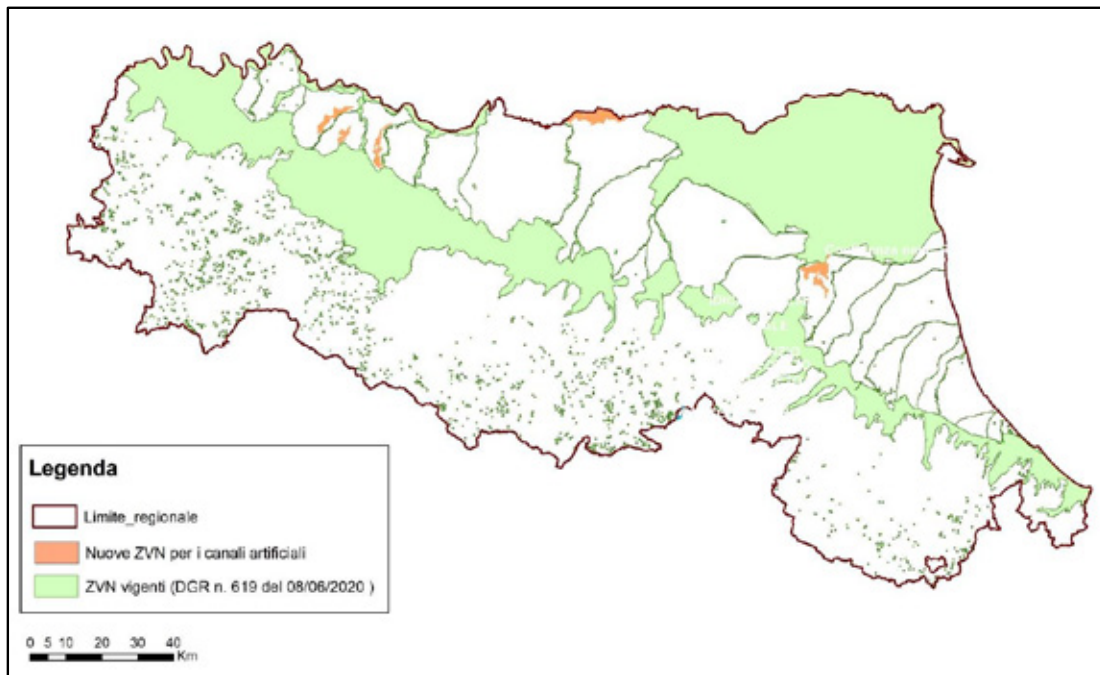 Legenda
Limite_regionale
Nuove ZVN per i canali artificiali
ZVN vigenti (DGR n. 619 del 08/06/2020 )
0 5 10 20 30 40
Km